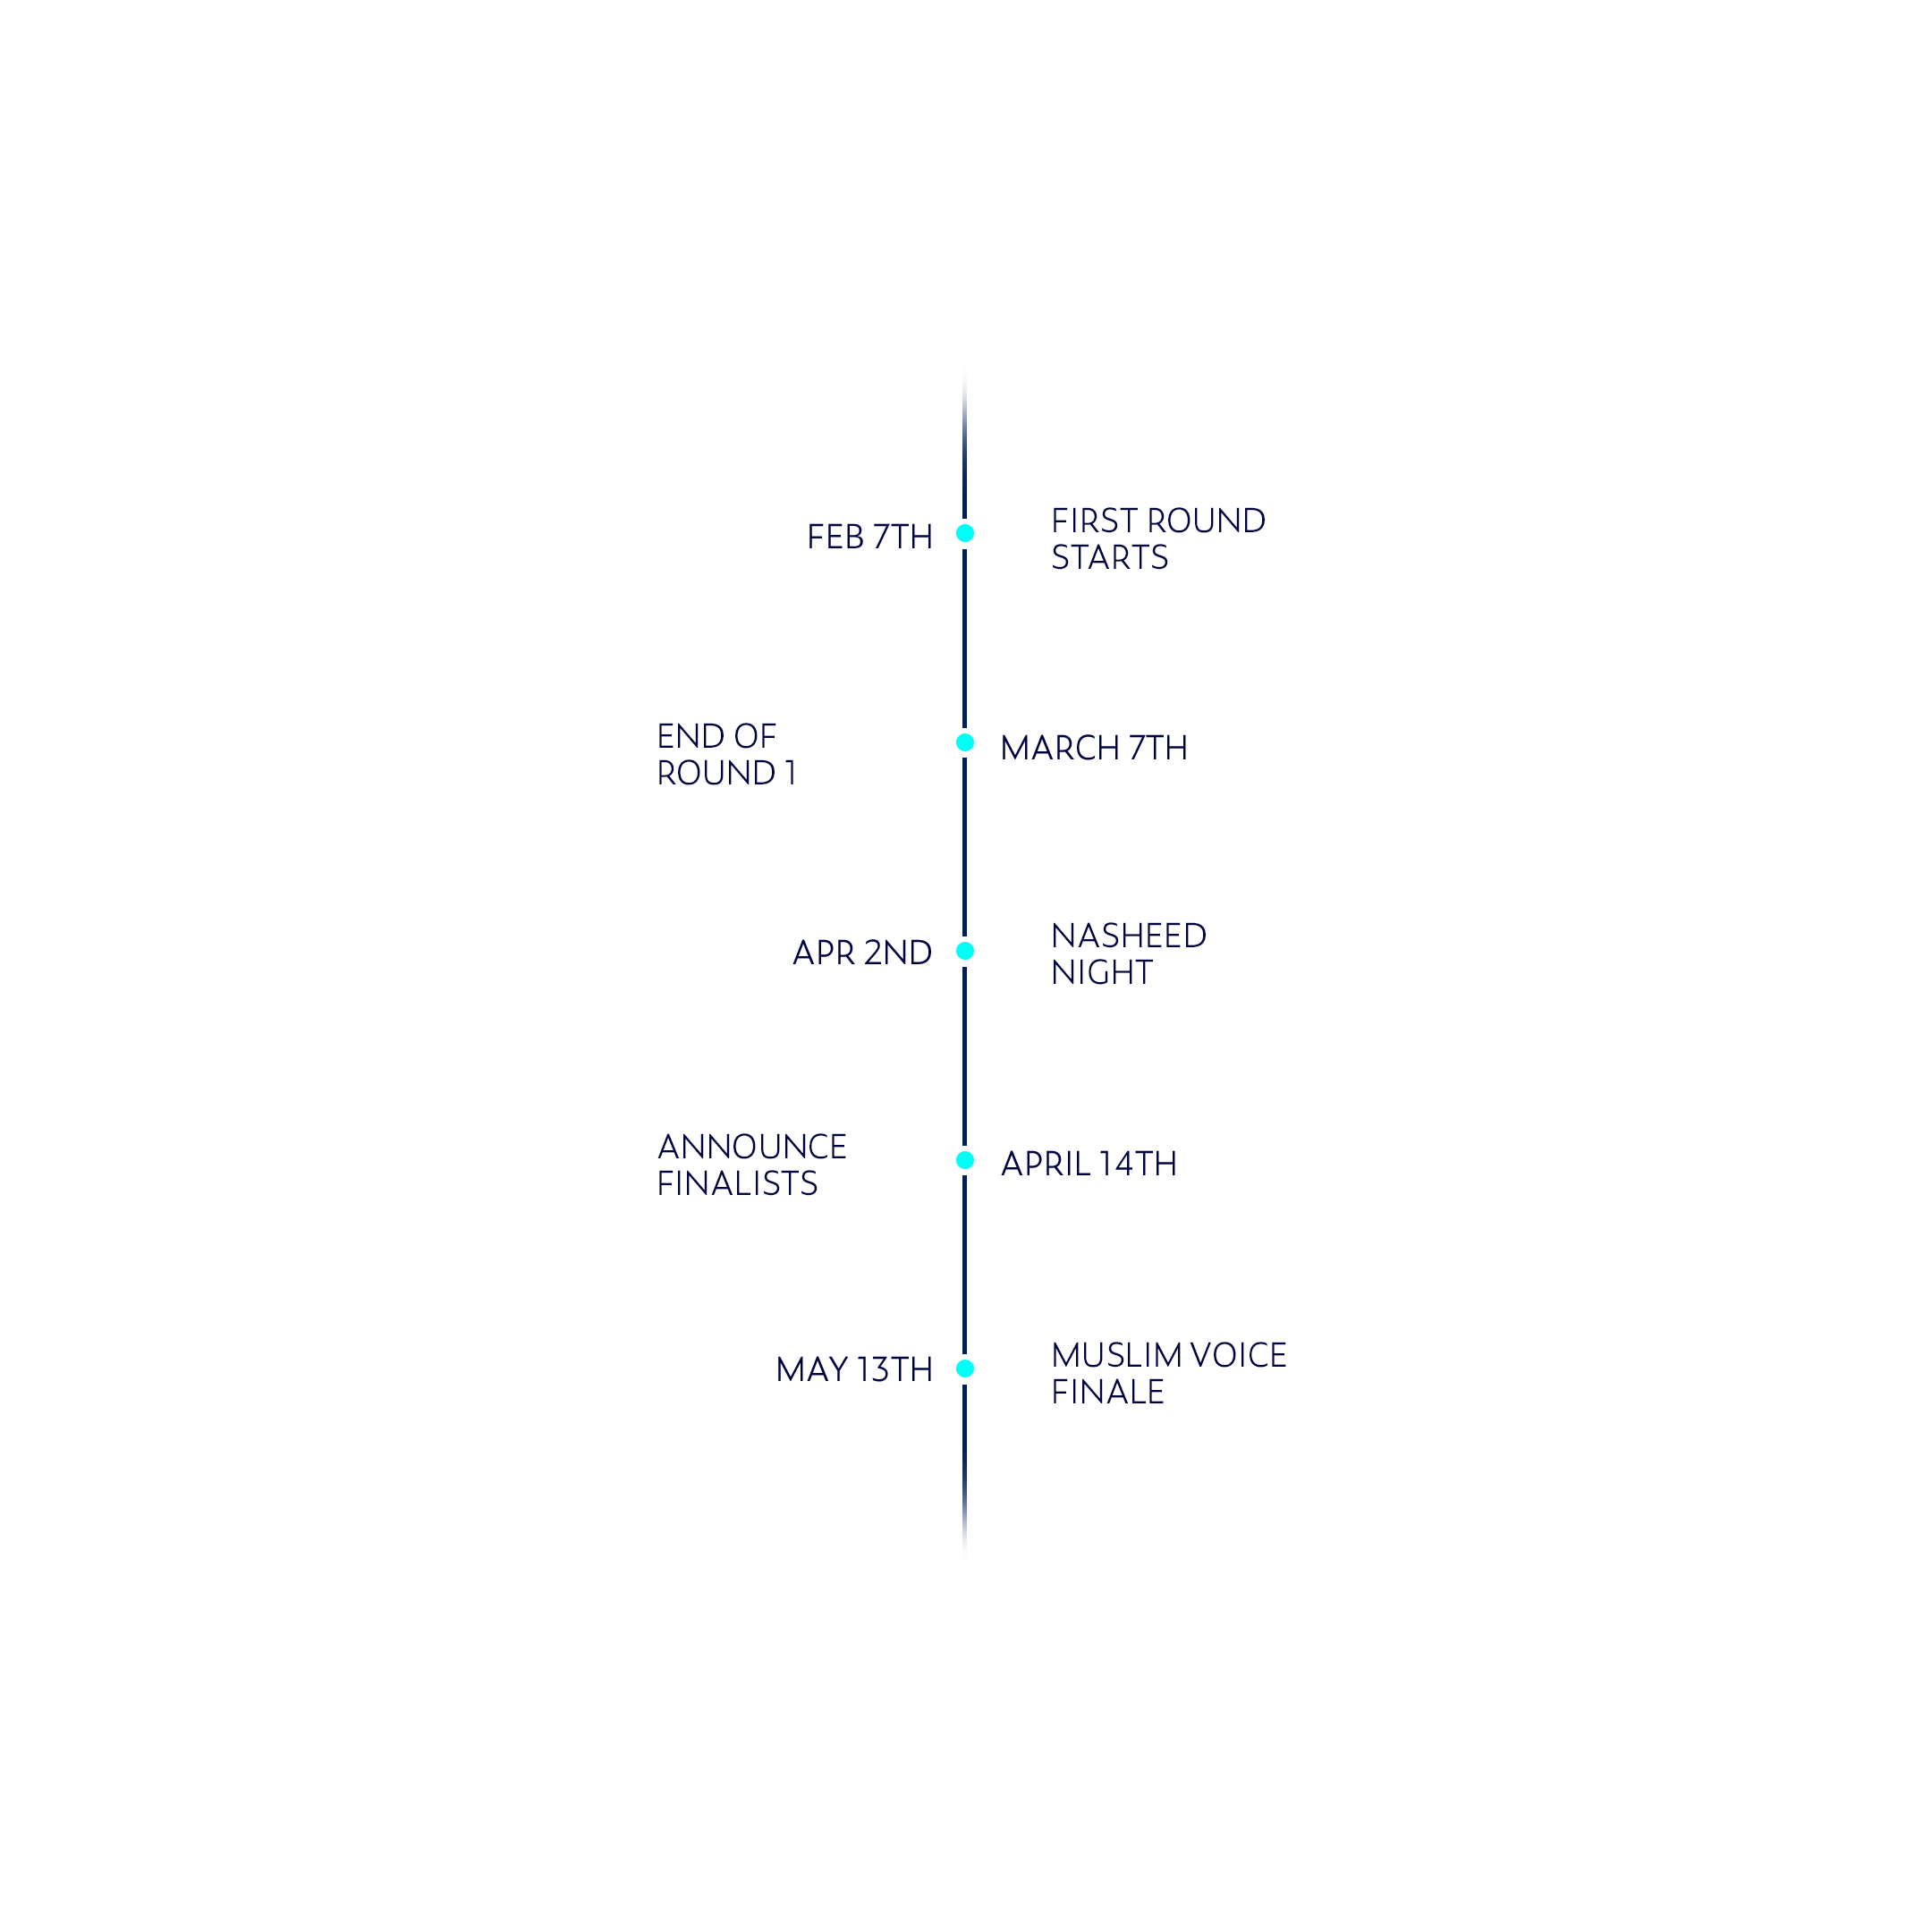 FEB 7TH
FIRST ROUND
STARTS
END OF
ROUND 1
MARCH 7TH
APR 2ND
NASHEED
NIGHT
ANNOUNCE
FINALISTS
APRIL 14TH
MAY 13TH
MUSLIM VOICE
FINALE